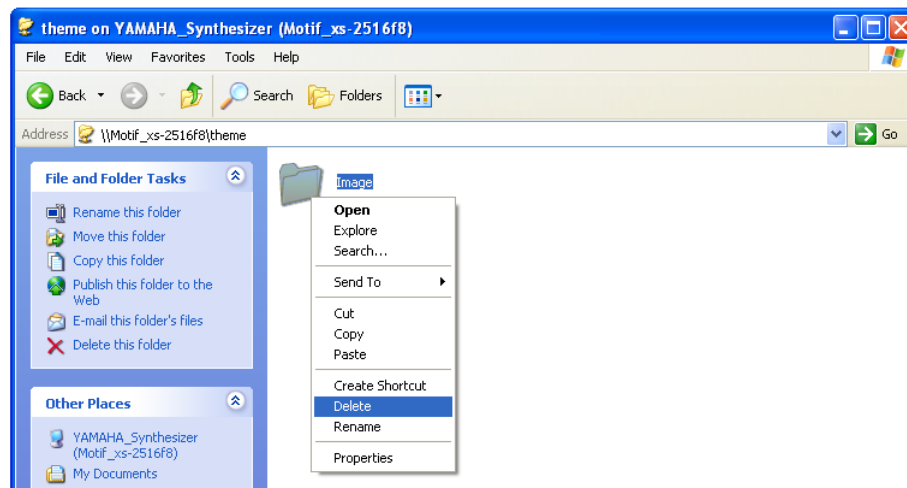 theme on YAMAHA_Synthesizer (Motif_xs-2516f8)
File Edit View Favorites Tools Help
Back Search Folders
Address \\Motif_xs-2516f8\theme Go
File and Folder Tasks
Rename this folder
Move this folder
Copy this folder
Publish this folder to the
Web
E-mail this folder's files
Delete this folder
Other Places
YAMAHA_Synthesizer
(Motif_xs-2516f8)
My Documents
Image
Open
Explore
Search...
Send To
Cut
Copy
Paste
Create Shortcut
Delete
Rename
Properties